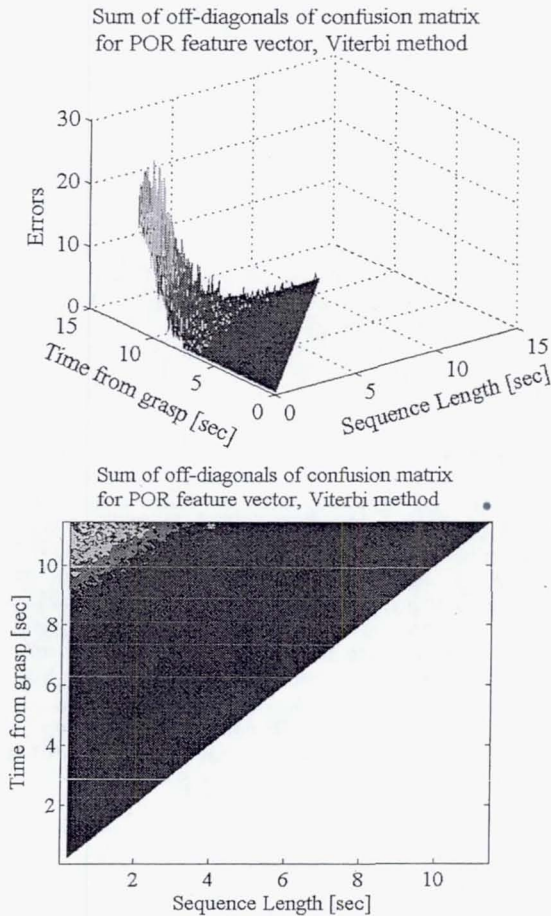 Sum of off-diagonals of confusion matrix
for POR feature vector, Viterbi method
30
20
10
0
Errors
15
10
5
0
Time from grasp [sec]
0
5
10
15
Sequence Length [sec]
Sum of off-diagonals of confusion matrix
for POR feature vector, Viterbi method
10
8
6
4
2
Time from grasp [sec]
2
4
6
8
10
Sequence Length [sec]